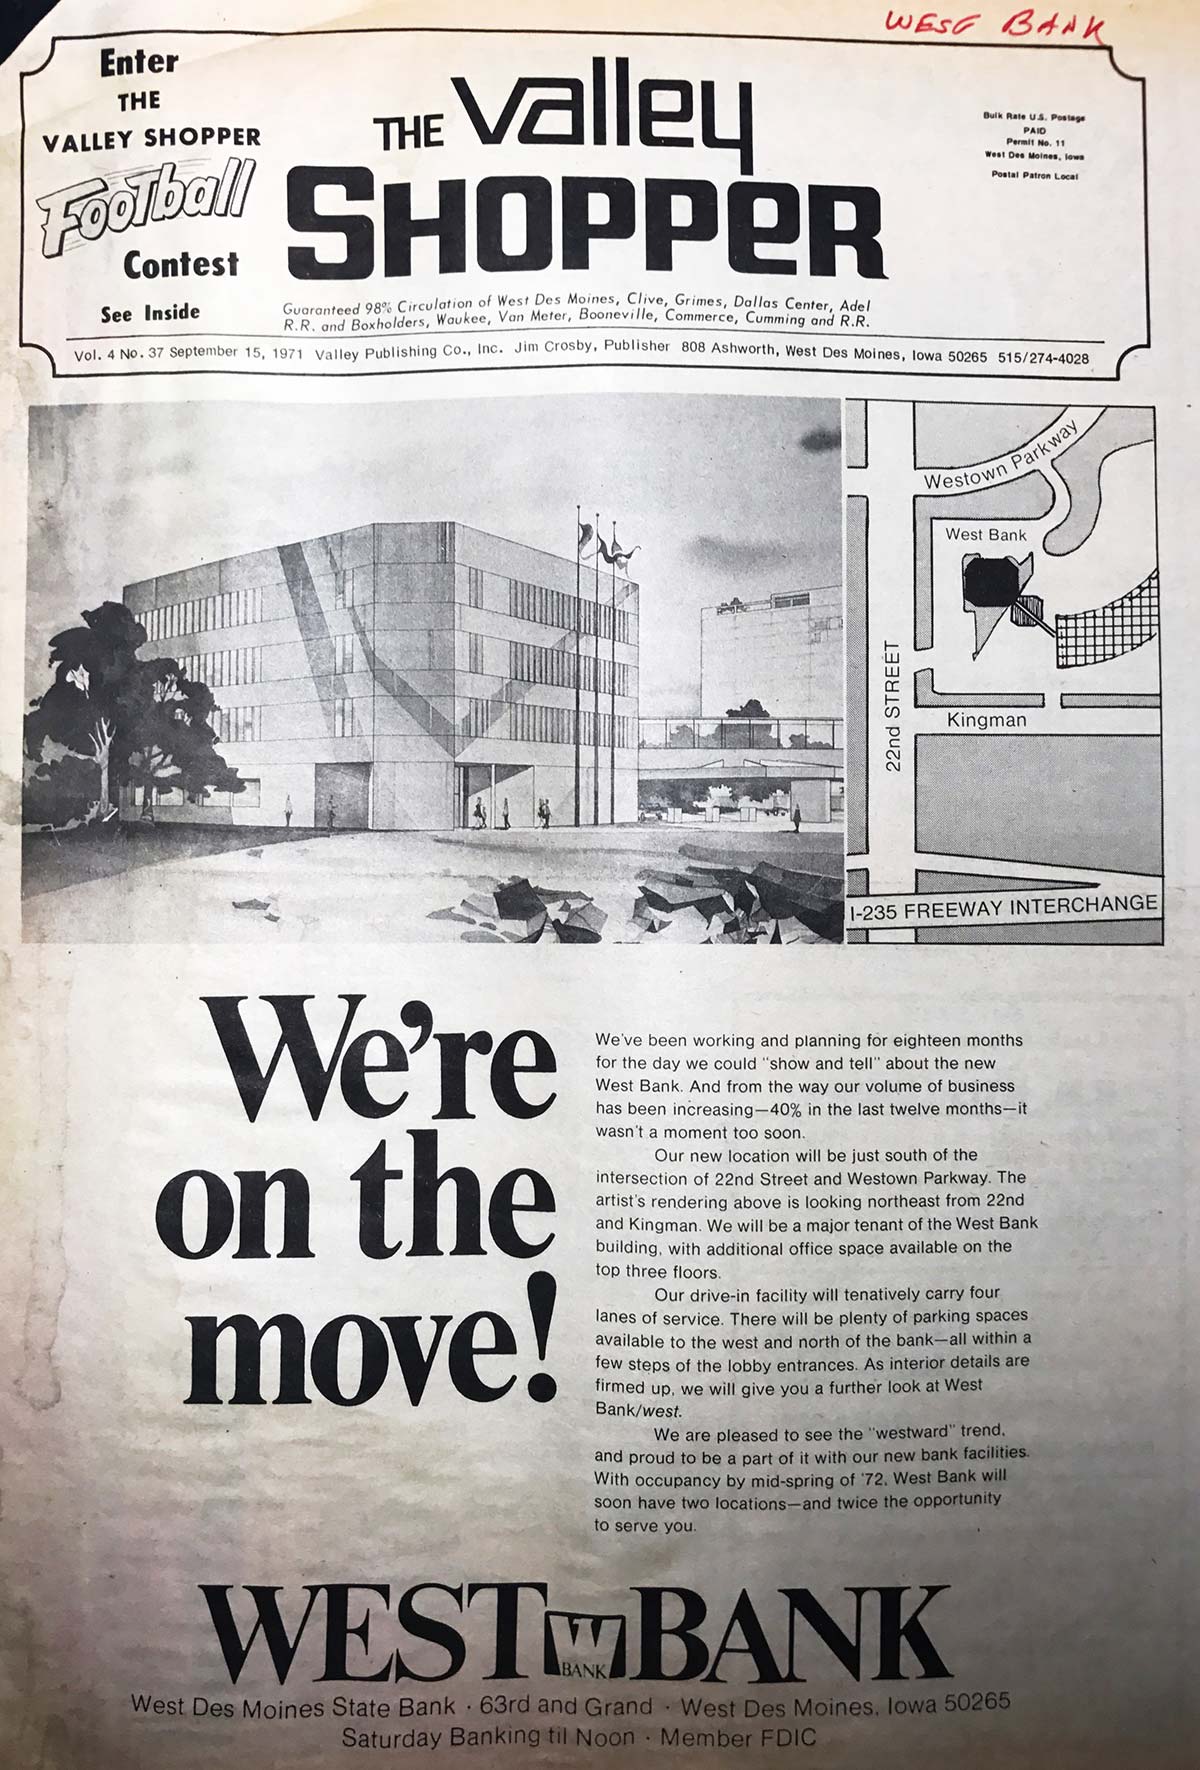 WEST BANK
Enter
THE
VALLEY SHOPPER
Football
Contest
See Inside
THE Valley
SHOPPER
Bulk Rate U.S. Postage
PAID
Permit No. 11
West Des Moines, Iowa
Postal Patron Local
Guaranteed 98% Circulation of West Des Moines, Clive, Grimes, Dallas Center, Adel
R.R. and Boxholders, Waukee, Van Meter, Booneville, Commerce, Cumming and R.R.
Vol. 4 No. 37 September 15, 1971 Valley Publishing Co., Inc. Jim Crosby, Publisher 808 Ashworth, West Des Moines, Iowa 50265 515/274-4028
Westown Parkway
West Bank
22nd STREET
Kingman
I-235 FREEWAY INTERCHANGE
We're
on the
move!
We've been working and planning for eighteen months
for the day we could "show and tell" about the new
West Bank. And from the way our volume of business
has been increasing—40% in the last twelve months—it
wasn't a moment too soon.
Our new location will be just south of the
intersection of 22nd Street and Westown Parkway. The
artist's rendering above is looking northeast from 22nd
and Kingman. We will be a major tenant of the West Bank
building, with additional office space available on the
top three floors.
Our drive-in facility will tenatively carry four
lanes of service. There will be plenty of parking spaces
available to the west and north of the bank—all within a
few steps of the lobby entrances. As interior details are
firmed up, we will give you a further look at West
Bank/west.
We are pleased to see the "westward" trend,
and proud to be a part of it with our new bank facilities.
With occupancy by mid-spring of '72, West Bank will
soon have two locations—and twice the opportunity
to serve you.
WEST W BANK BANK
West Des Moines State Bank · 63rd and Grand · West Des Moines, Iowa 50265
Saturday Banking til Noon · Member FDIC